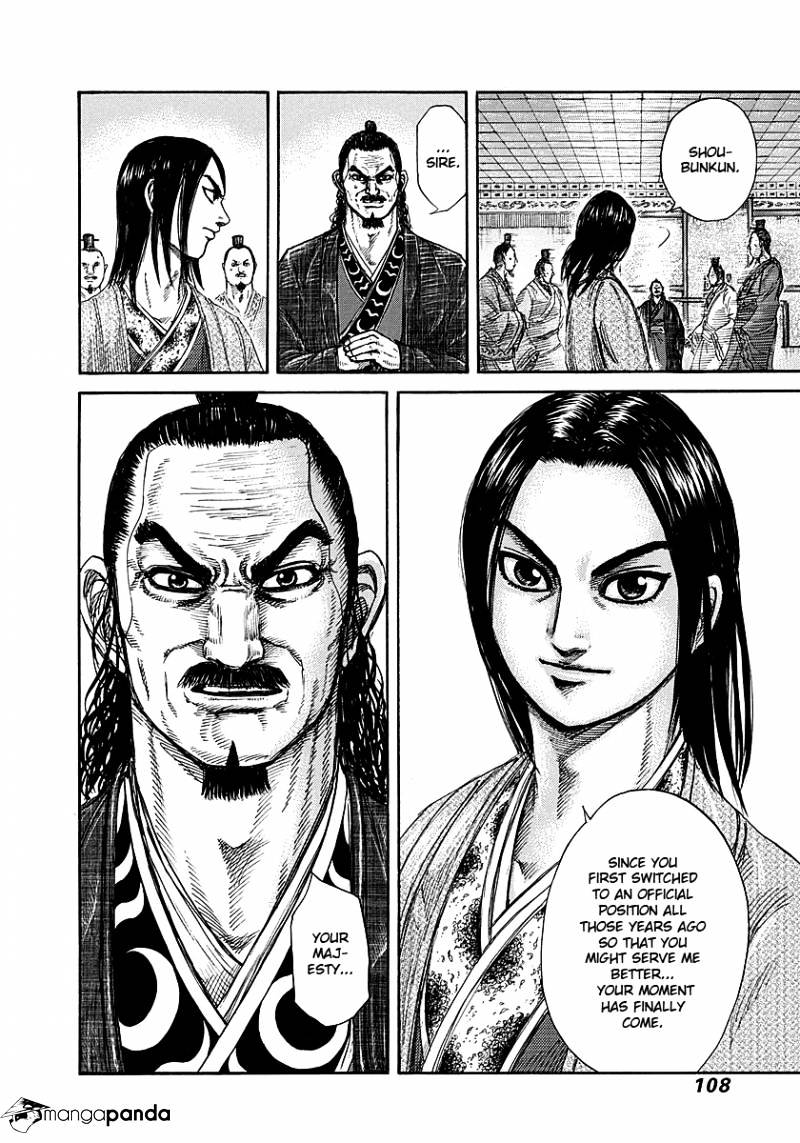 SHOU-
BUNKUN.
...
SIRE.
SINCE YOU
FIRST SWITCHED
TO AN OFFICIAL
POSITION ALL
THOSE YEARS AGO
SO THAT YOU
MIGHT SERVE ME
BETTER...
YOUR MOMENT
HAS FINALLY
COME.
YOUR
MAJ-
ESTY...
108
mangapanda